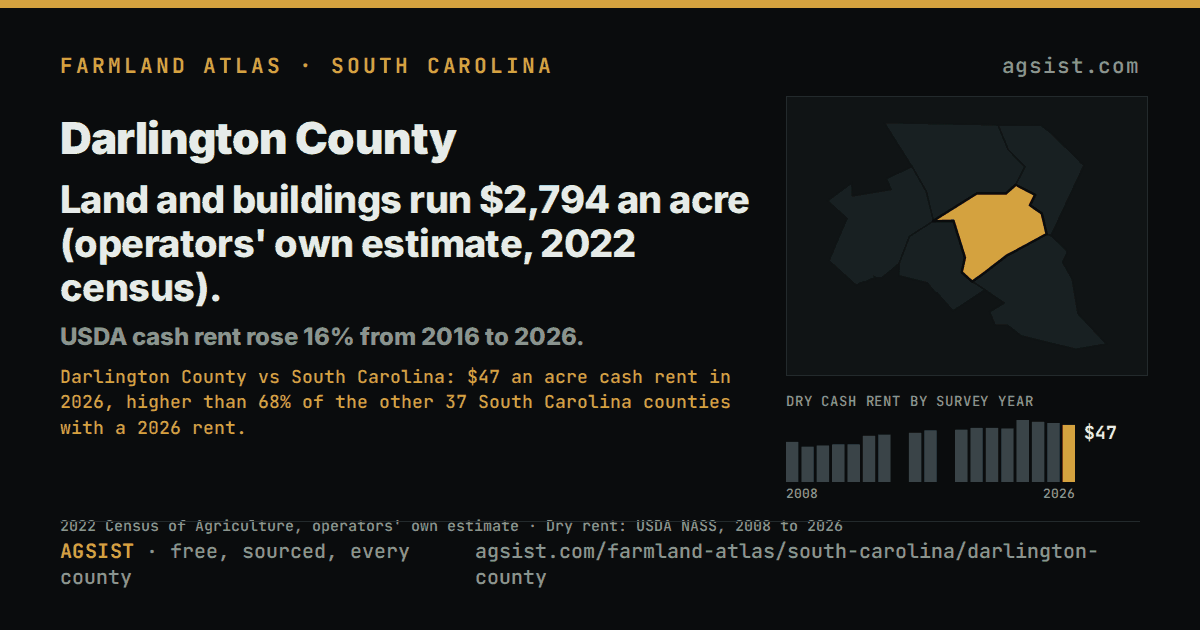 FARMLAND ATLAS · SOUTH CAROLINA
agsist.com
Darlington County
Land and buildings run $2,794 an acre
(operators' own estimate, 2022
census).
USDA cash rent rose 16% from 2016 to 2026.
Darlington County vs South Carolina: $47 an acre cash rent in
2026, higher than 68% of the other 37 South Carolina counties
with a 2026 rent.
DRY CASH RENT BY SURVEY YEAR
$47
2008
2026
2022 Census of Agriculture, operators' own estimate · Dry rent: USDA NASS, 2008 to 2026
AGSIST · free, sourced, every
county
agsist.com/farmland-atlas/south-carolina/darlington-
county